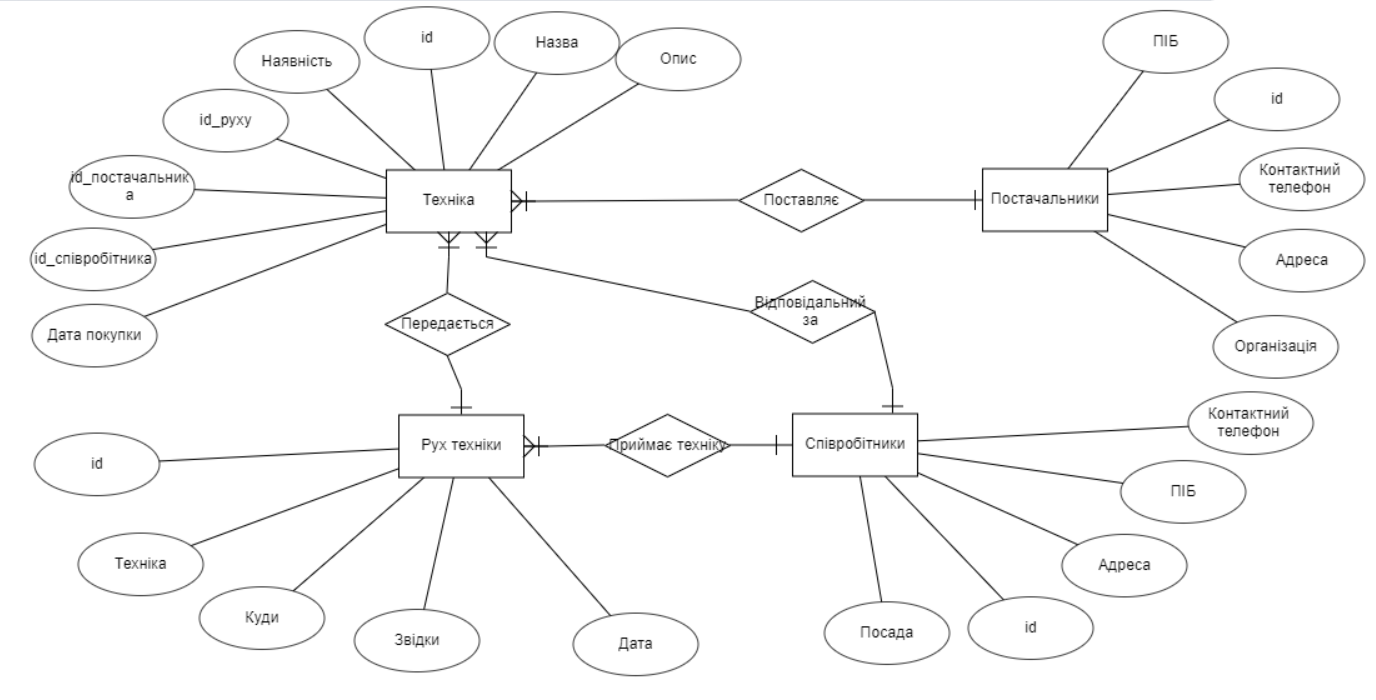 id
Назва
Опис
Наявність
id_руху
id_постачальник
а
id_співробітника
Дата покупки
Техніка
Поставляє
Постачальники
ПІБ
id
Контактний
телефон
Адреса
Організація
Передається
Відповідальний
за
Рух техніки
Приймає техніку
Співробітники
id
Техніка
Куди
Звідки
Дата
Контактний
телефон
ПІБ
Адреса
id
Посада